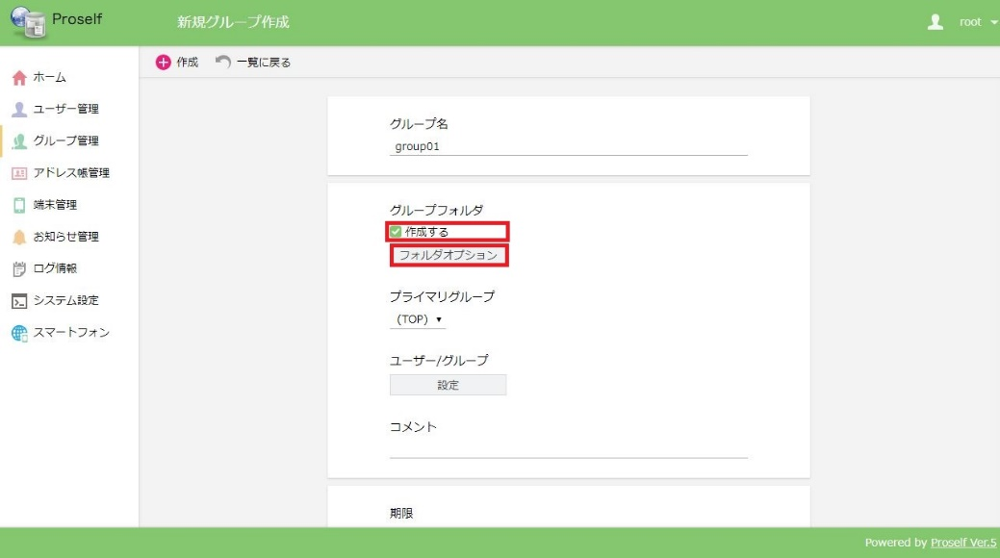 Proself
新規グループ作成
root
ホーム
ユーザー管理
グループ管理
アドレス帳管理
端末管理
お知らせ管理
ログ情報
システム設定
スマートフォン
作成 一覧に戻る
グループ名
group01
グループフォルダ
作成する
フォルダオプション
プライマリグループ
(TOP)
ユーザー/グループ
設定
コメント
期限
Powered by Proself Ver.5